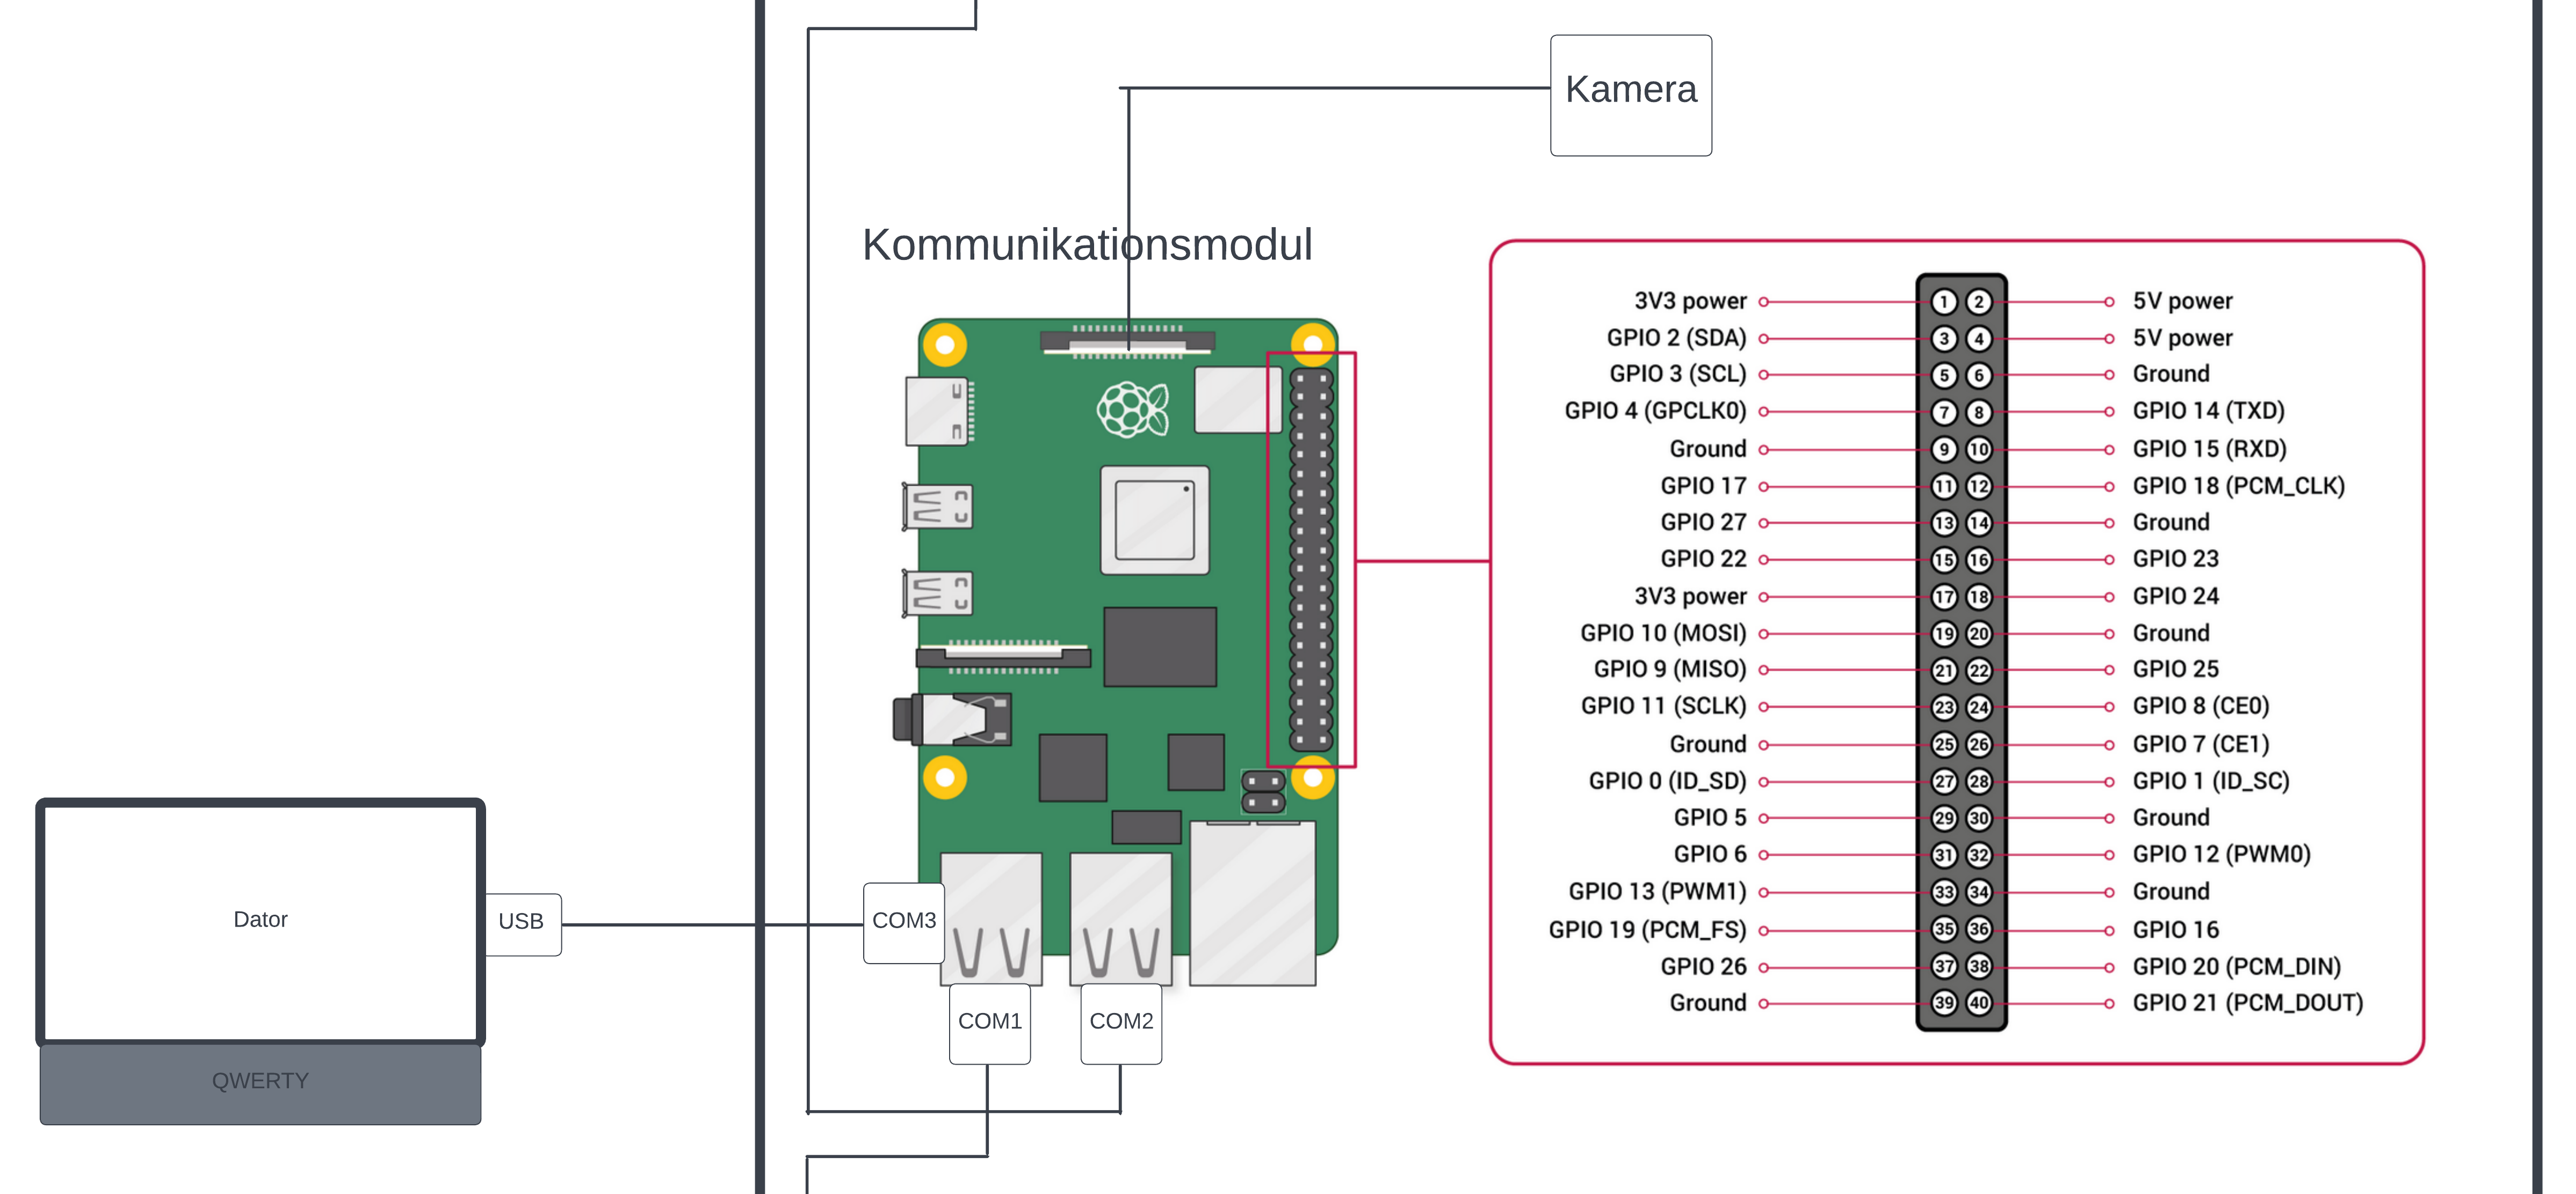 Kamera
Kommunikationsmodul
3V3 power 1 2 5V power
GPIO 2 (SDA) 3 4 5V power
GPIO 3 (SCL) 5 6 Ground
GPIO 4 (GPCLK0) 7 8 GPIO 14 (TXD)
Ground 9 10 GPIO 15 (RXD)
GPIO 17 11 12 GPIO 18 (PCM_CLK)
GPIO 27 13 14 Ground
GPIO 22 15 16 GPIO 23
3V3 power 17 18 GPIO 24
GPIO 10 (MOSI) 19 20 Ground
GPIO 9 (MISO) 21 22 GPIO 25
GPIO 11 (SCLK) 23 24 GPIO 8 (CE0)
Ground 25 26 GPIO 7 (CE1)
GPIO 0 (ID_SD) 27 28 GPIO 1 (ID_SC)
GPIO 5 29 30 Ground
GPIO 6 31 32 GPIO 12 (PWM0)
GPIO 13 (PWM1) 33 34 Ground
GPIO 19 (PCM_FS) 35 36 GPIO 16
GPIO 26 37 38 GPIO 20 (PCM_DIN)
Ground 39 40 GPIO 21 (PCM_DOUT)
Dator
USB
COM3
COM1
COM2
QWERTY